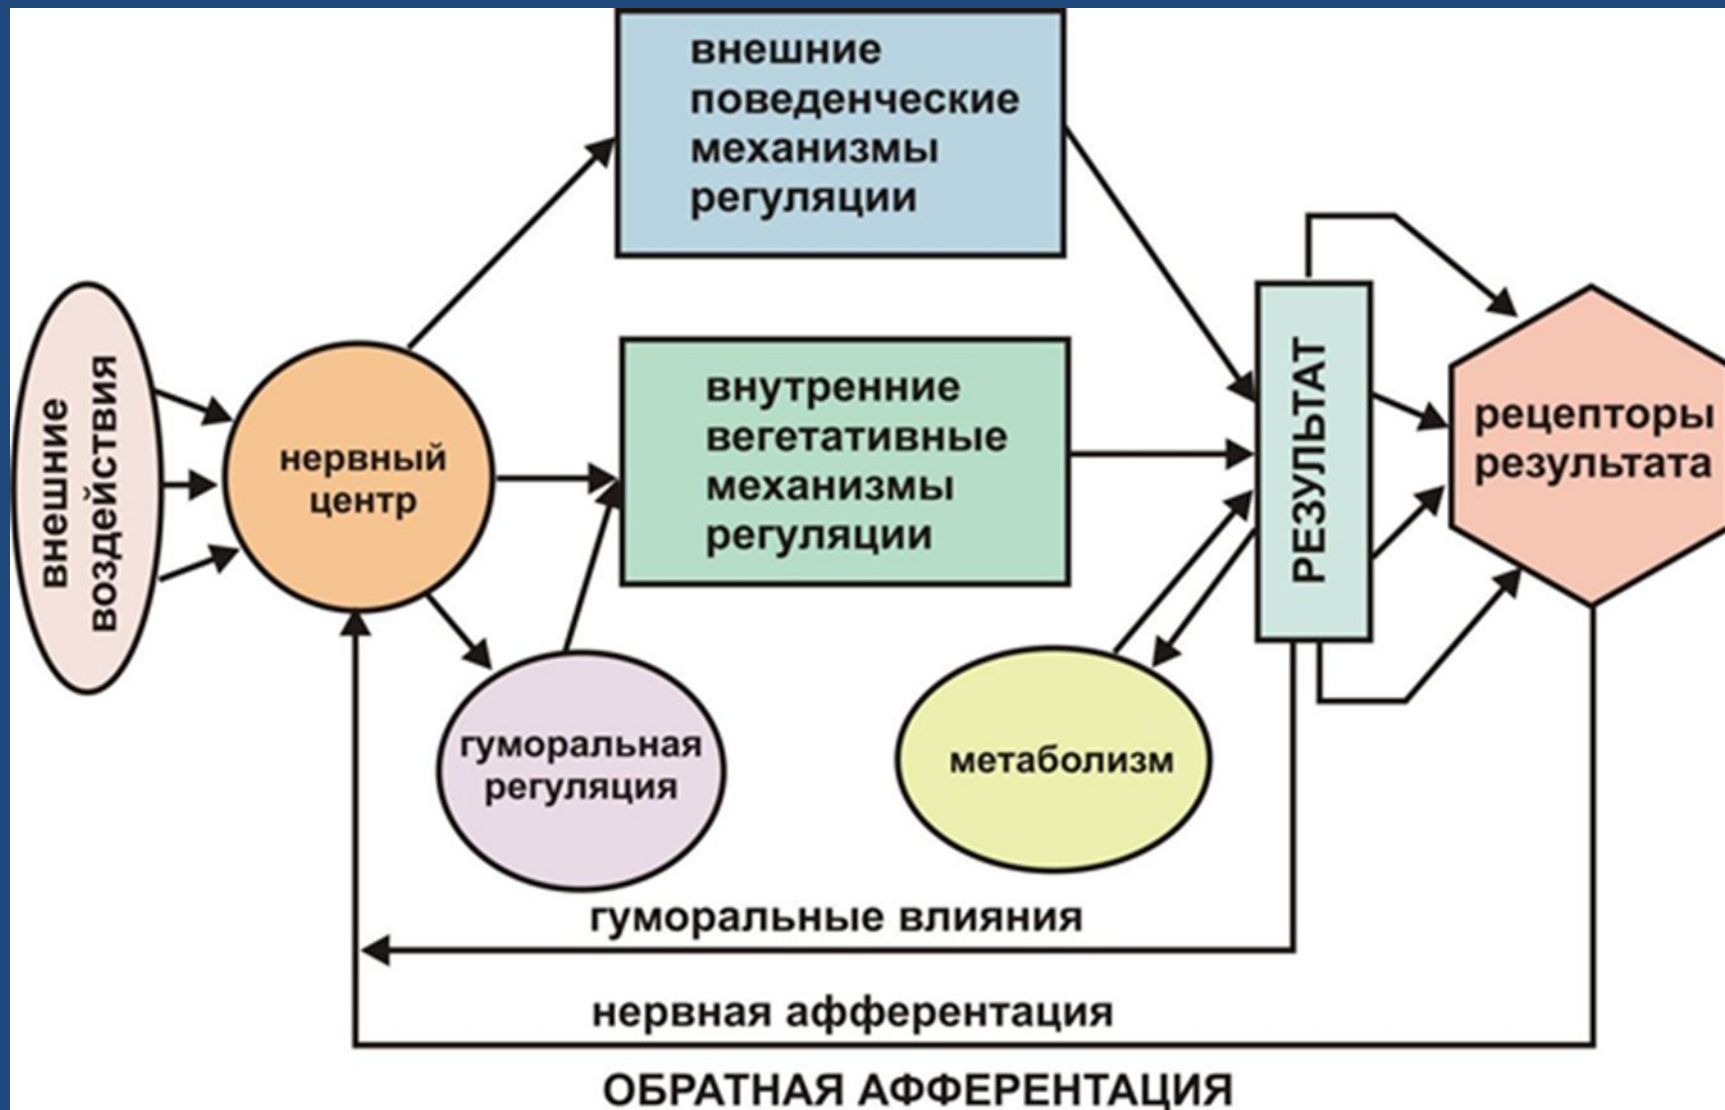 внешние
поведенческие
механизмы
регуляции
внешние
воздействия
нервный
центр
внутренние
вегетативные
механизмы
регуляции
РЕЗУЛЬТАТ
рецепторы
результата
гуморальная
регуляция
метаболизм
гуморальные влияния
нервная афферентация
ОБРАТНАЯ АФФЕРЕНТАЦИЯ